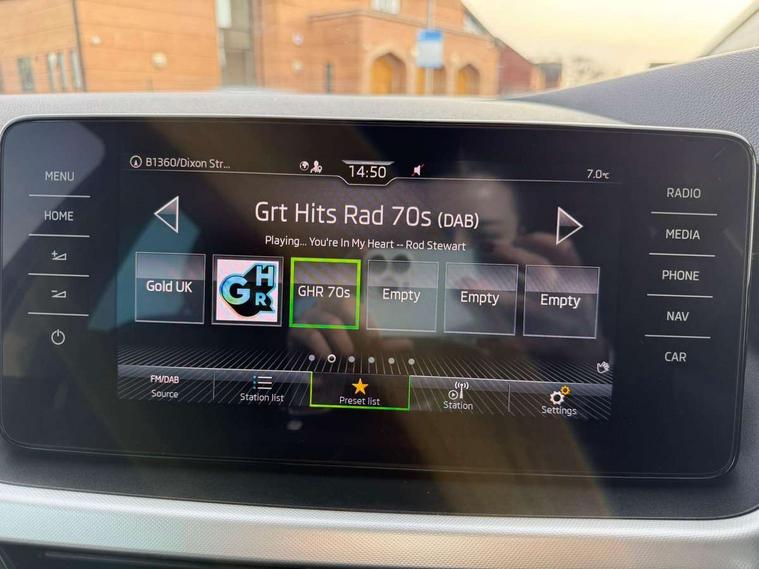 B1360/Dixon Str...
14:50
7.0°C
MENU
HOME
RADIO
MEDIA
PHONE
NAV
CAR
Grt Hits Rad 70s (DAB)
Playing... You're In My Heart -- Rod Stewart
Gold UK
GHR
GHR 70s
Empty
Empty
Empty
FM/DAB
Source
Station list
Preset list
Station
Settings